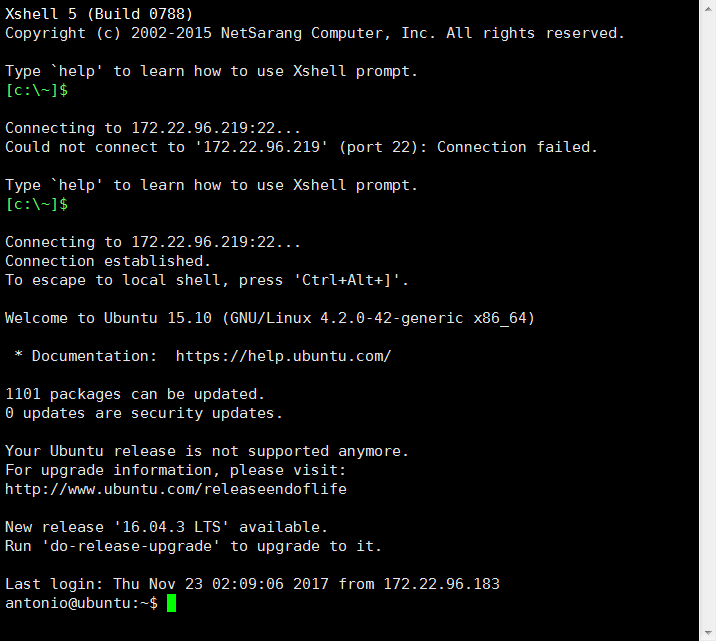 Xshell 5 (Build 0788)
Copyright (c) 2002-2015 NetSarang Computer, Inc. All rights reserved.
Type `help' to learn how to use Xshell prompt.
[c:\~]$
Connecting to 172.22.96.219:22...
Could not connect to '172.22.96.219' (port 22): Connection failed.
Type `help' to learn how to use Xshell prompt.
[c:\~]$
Connecting to 172.22.96.219:22...
Connection established.
To escape to local shell, press 'Ctrl+Alt+]'.
Welcome to Ubuntu 15.10 (GNU/Linux 4.2.0-42-generic x86_64)
* Documentation:  https://help.ubuntu.com/
1101 packages can be updated.
0 updates are security updates.
Your Ubuntu release is not supported anymore.
For upgrade information, please visit:
http://www.ubuntu.com/releaseendoflife
New release '16.04.3 LTS' available.
Run 'do-release-upgrade' to upgrade to it.
Last login: Thu Nov 23 02:09:06 2017 from 172.22.96.183
antonio@ubuntu:~$